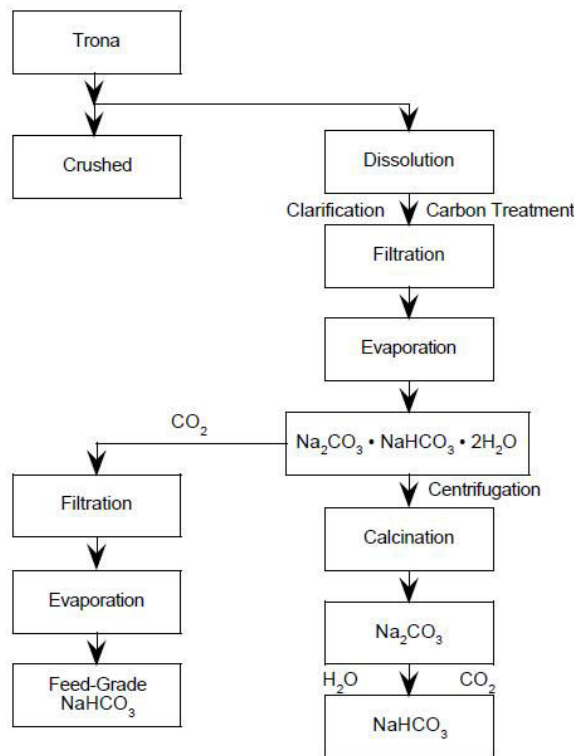 Trona
Crushed
Dissolution
Clarification Carbon Treatment
Filtration
Evaporation
Na₂CO₃ • NaHCO₃ • 2H₂O
CO₂
Centrifugation
Filtration
Calcination
Evaporation
Na₂CO₃
Feed-Grade
NaHCO₃
H₂O CO₂
NaHCO₃